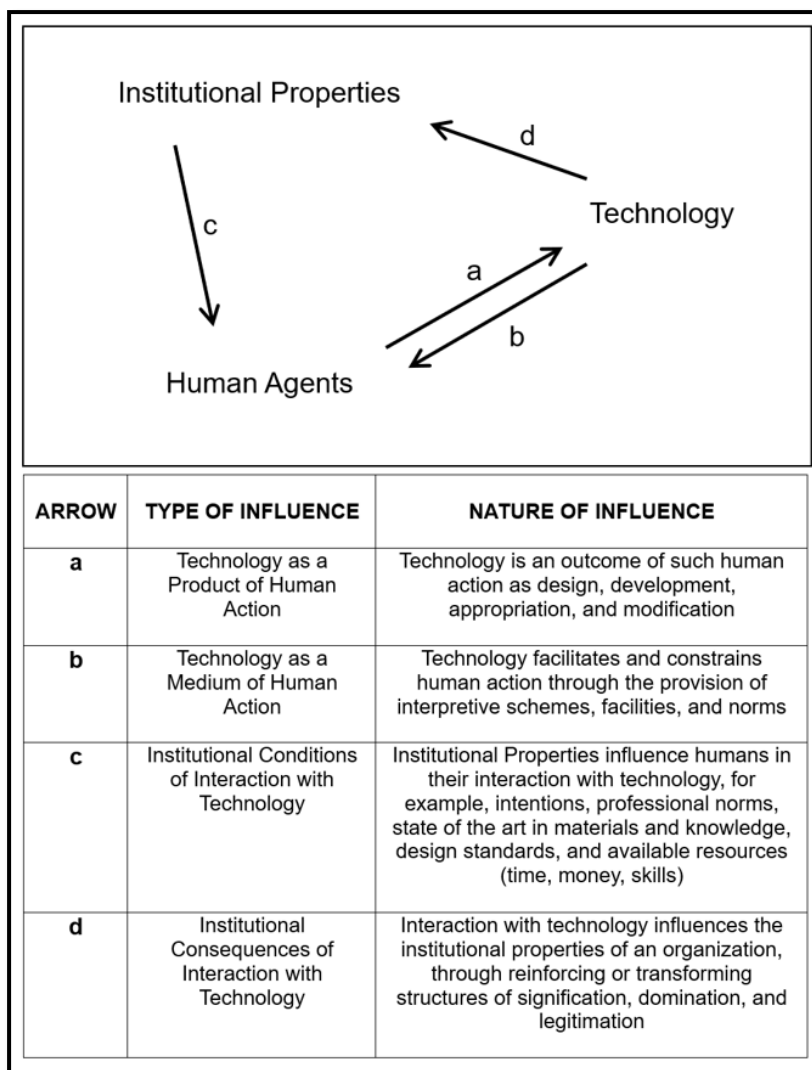 Institutional Properties
d
Technology
c
a
b
Human Agents
ARROW TYPE OF INFLUENCE NATURE OF INFLUENCE
a
Technology as a
Product of Human
Action
Technology is an outcome of such human
action as design, development,
appropriation, and modification
b
Technology as a
Medium of Human
Action
Technology facilitates and constrains
human action through the provision of
interpretive schemes, facilities, and norms
c
Institutional Conditions
of Interaction with
Technology
Institutional Properties influence humans in
their interaction with technology, for
example, intentions, professional norms,
state of the art in materials and knowledge,
design standards, and available resources
(time, money, skills)
d
Institutional
Consequences of
Interaction with
Technology
Interaction with technology influences the
institutional properties of an organization,
through reinforcing or transforming
structures of signification, domination, and
legitimation